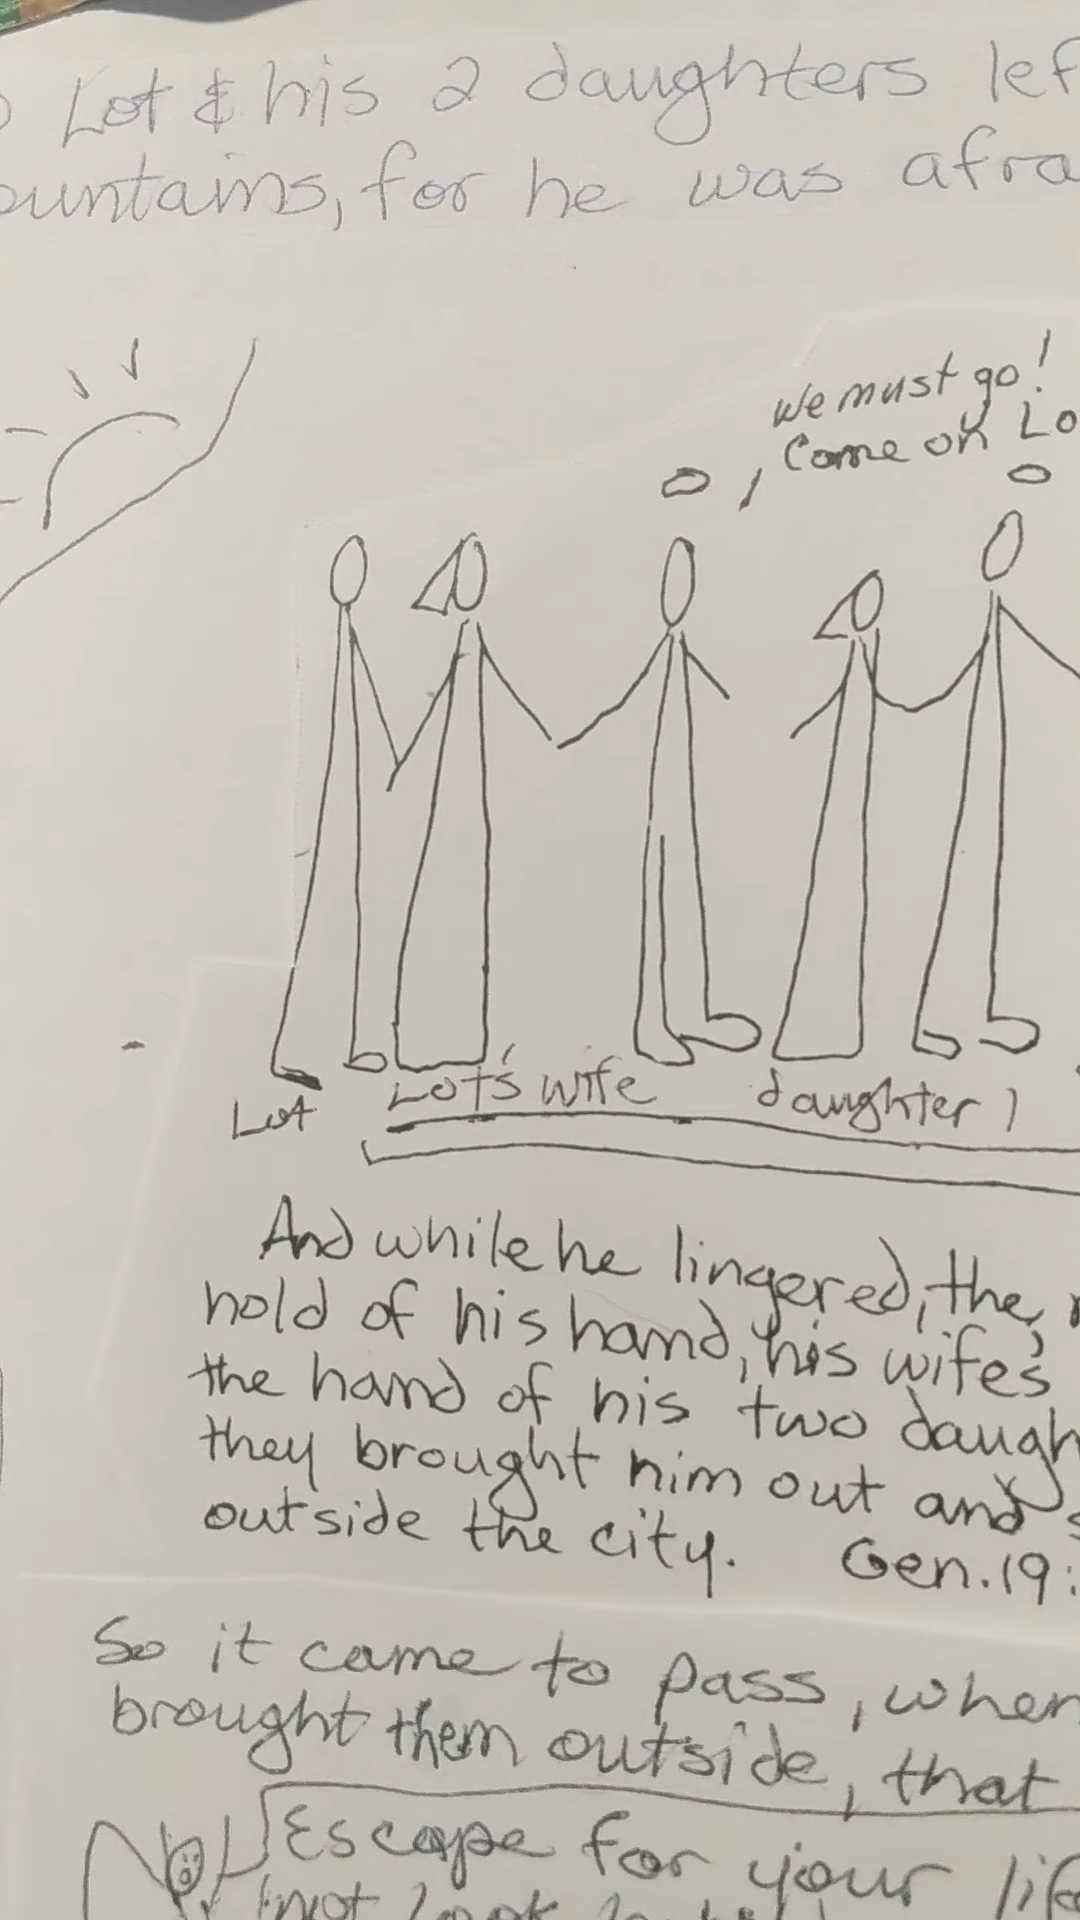 Lot & his 2 daughters lef
ountains, for he was afra
We must go!
Come on Lo
Lot
Lot's wife
daughter 1
And while he lingered, the
hold of his hand, his wife's
the hand of his two daugh
they brought him out and s
outside the city. Gen. 19:
So it came to pass, when
brought them outside, that
Escape for your life
not look